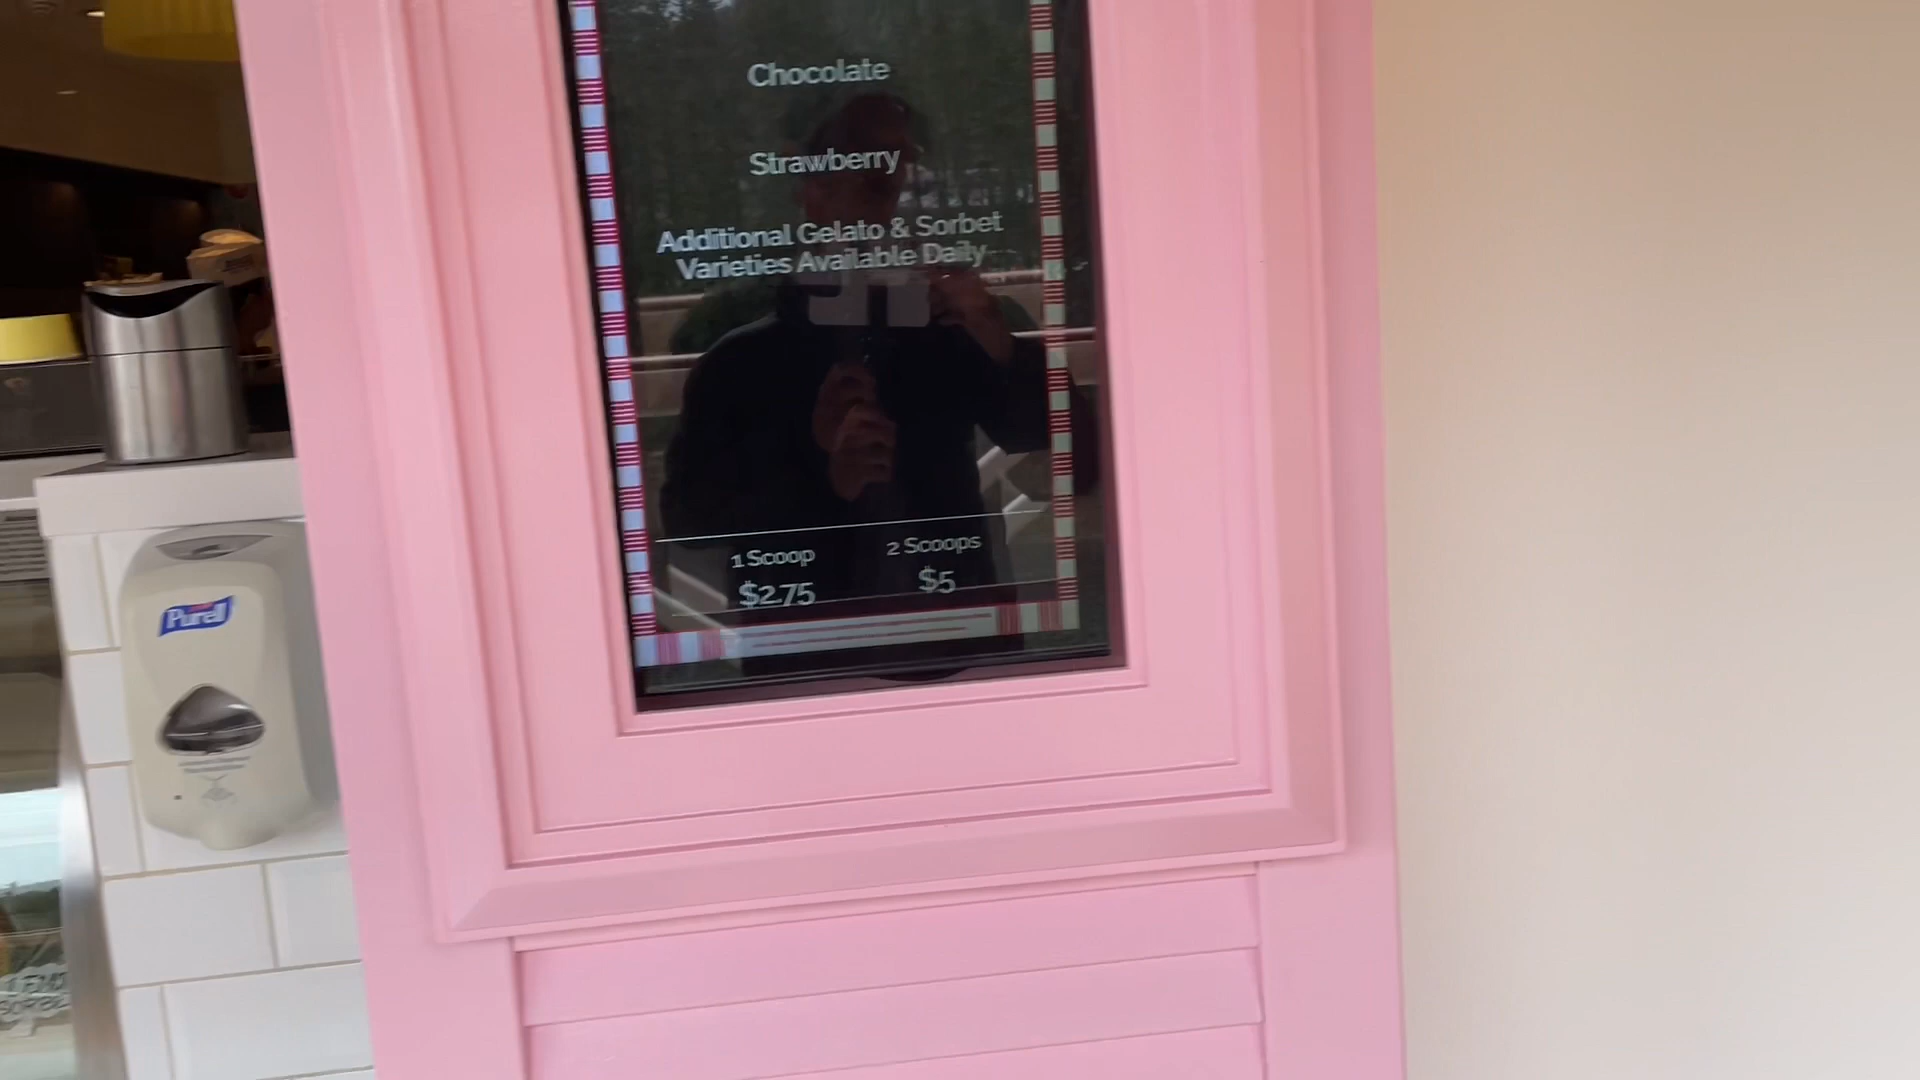 Chocolate
Strawberry
Additional Gelato & Sorbet
Varieties Available Daily
1 Scoop
2 Scoops
$2.75
$5
Purell